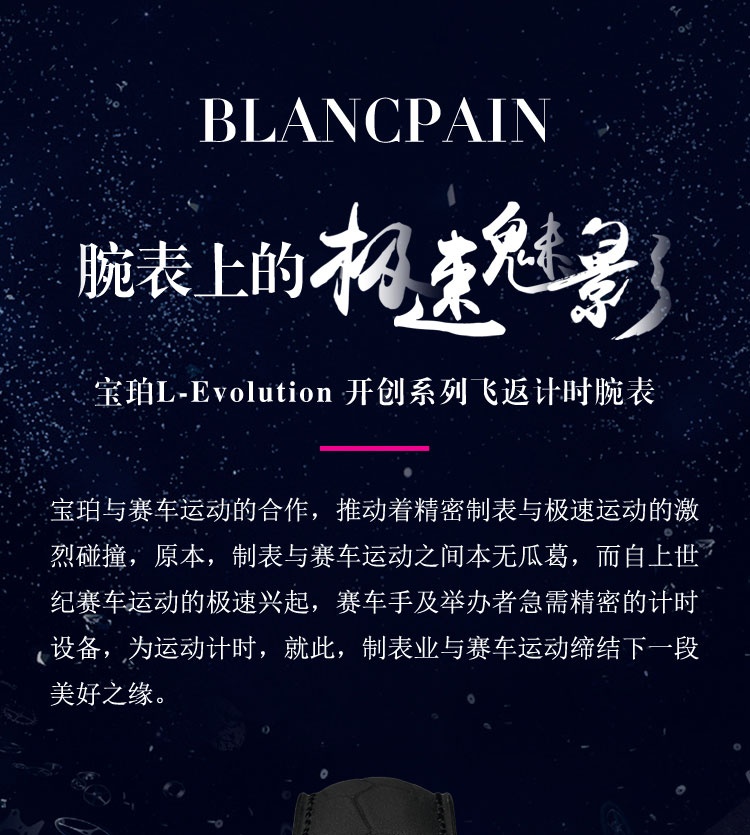 BLANCPAIN
腕表上的极速魅影
宝珀L-Evolution 开创系列飞返计时腕表
宝珀与赛车运动的合作，推动着精密制表与极速运动的激
烈碰撞，原本，制表与赛车运动之间本无瓜葛，而自上世
纪赛车运动的极速兴起，赛车手及举办者急需精密的计时
设备，为运动计时，就此，制表业与赛车运动缔结下一段
美好之缘。